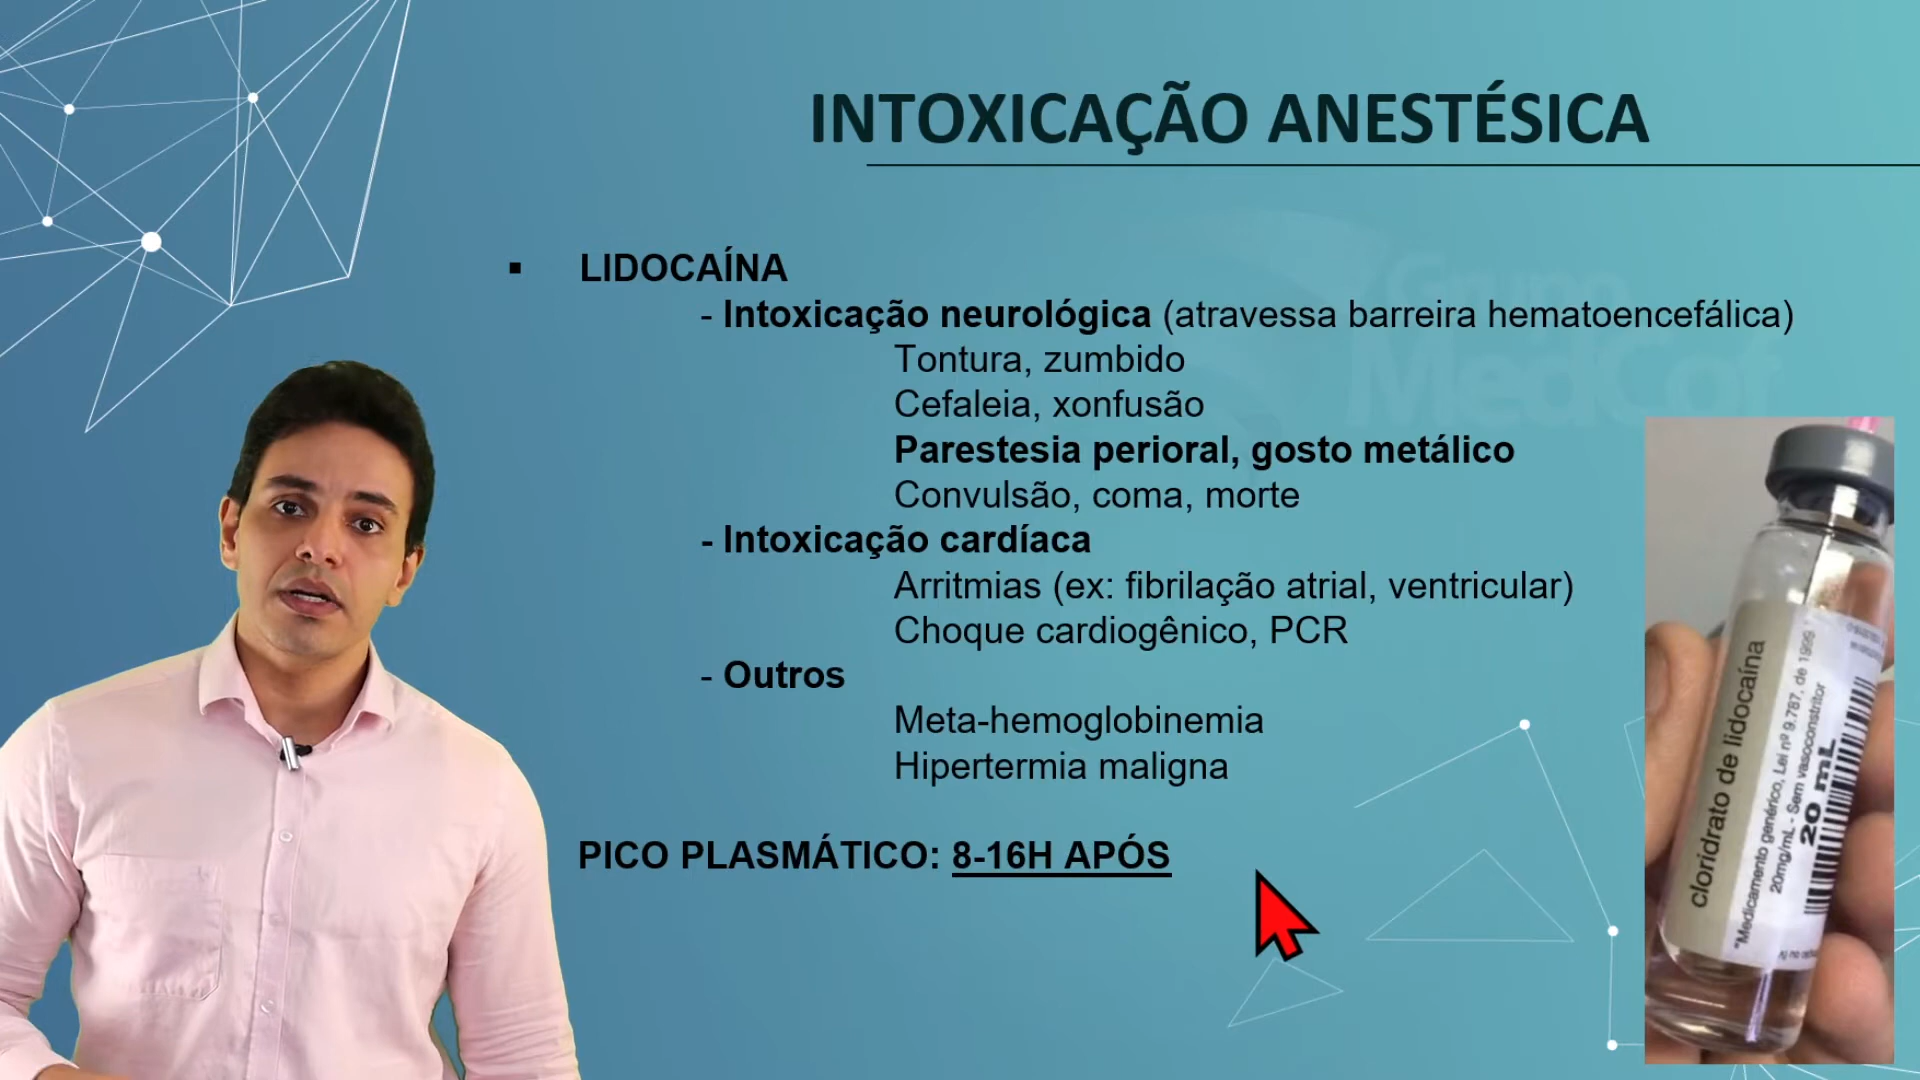 INTOXICAÇÃO ANESTÉSICA
▪ LIDOCAÍNA
- Intoxicação neurológica (atravessa barreira hematoencefálica)
Tontura, zumbido
Cefaleia, xonfusão
Parestesia perioral, gosto metálico
Convulsão, coma, morte
- Intoxicação cardíaca
Arritmias (ex: fibrilação atrial, ventricular)
Choque cardiogênico, PCR
- Outros
Meta-hemoglobinemia
Hipertermia maligna
PICO PLASMÁTICO: 8-16H APÓS
Grupo
MedCof
cloridrato de lidocaína
"Medicamento genérico, Lei nº 9.787, de 1999"
20mg/mL - Sem vasoconstritor
20 mL